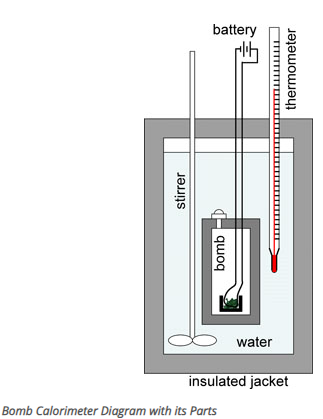 battery
thermometer
stirrer
bomb
water
insulated jacket
Bomb Calorimeter Diagram with its Parts